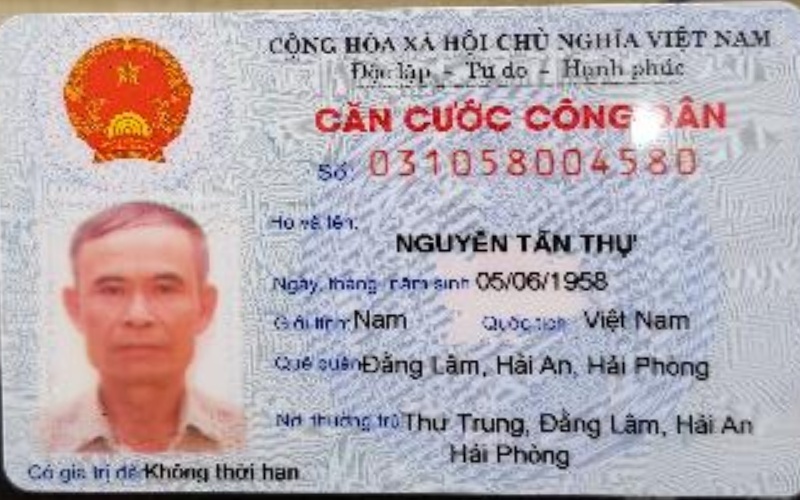 CỘNG HÒA XÃ HỘI CHỦ NGHĨA VIỆT NAM
Độc lập - Tự do - Hạnh phúc
CĂN CƯỚC CÔNG DÂN
Số: 031058004580
Họ và tên:
NGUYỄN TẤN THỰ
Ngày, tháng, năm sinh: 05/06/1958
Giới tính: Nam Quốc tịch: Việt Nam
Quê quán: Đằng Lâm, Hải An, Hải Phòng
Nơi thường trú: Thư Trung, Đằng Lâm, Hải An
Hải Phòng
Có giá trị đến: Không thời hạn